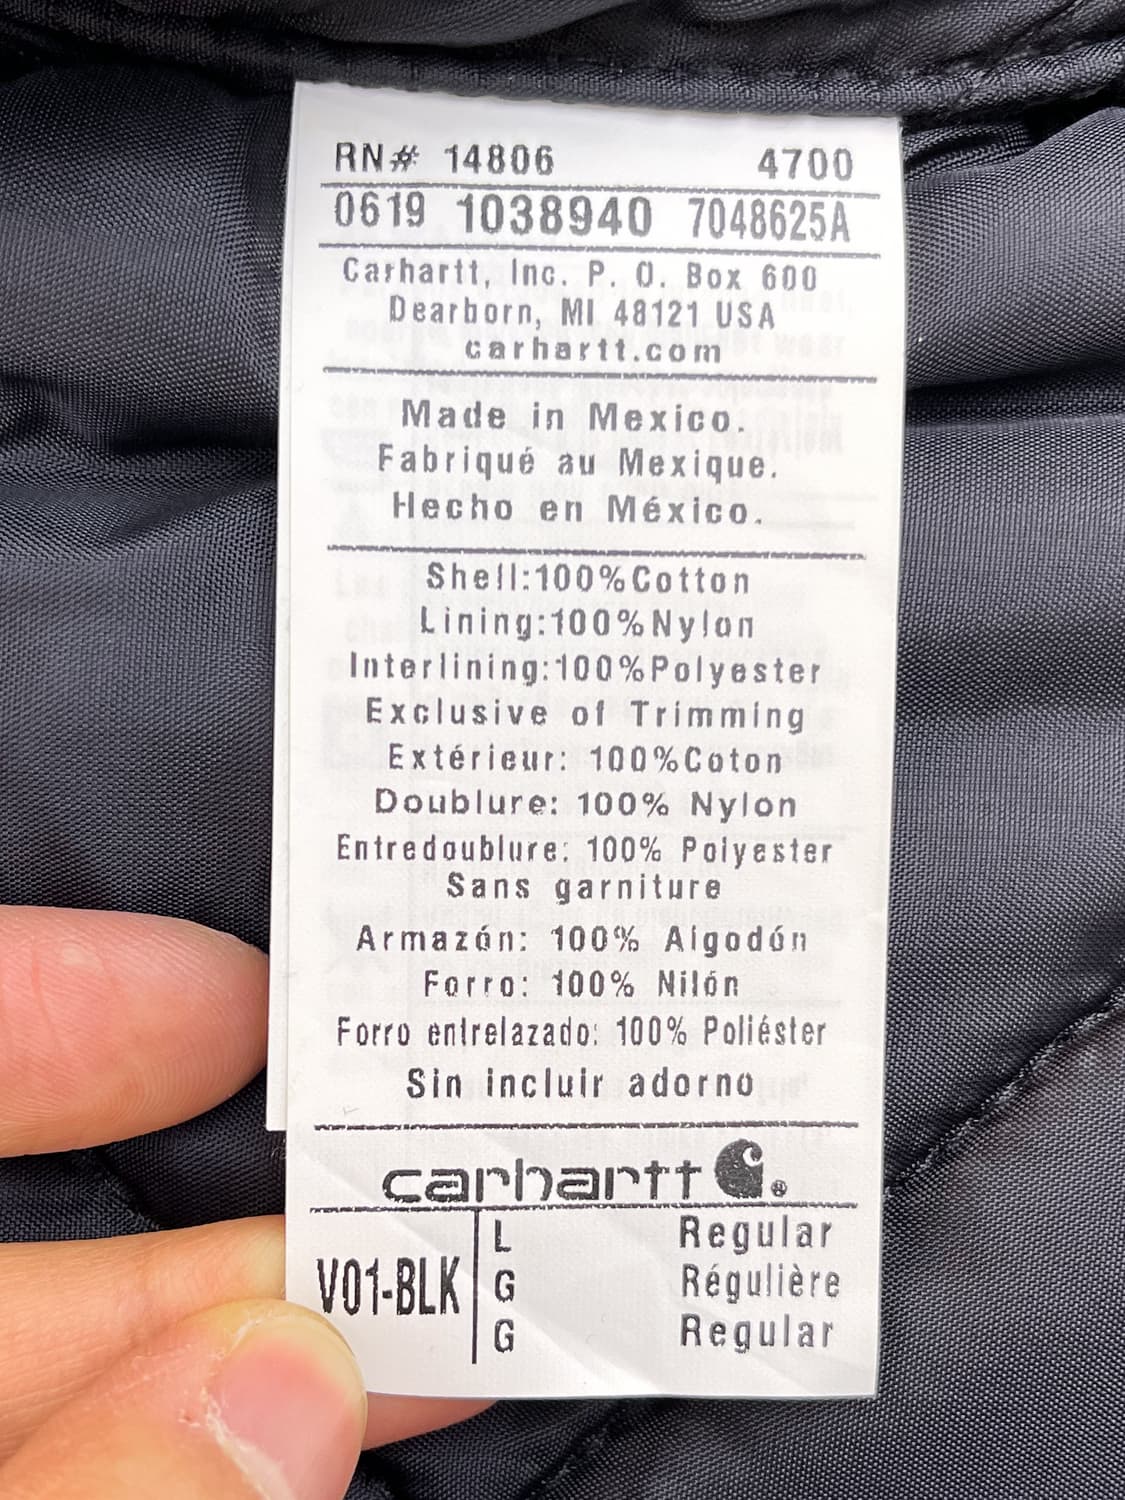 RN# 14806 4700
0619 1038940 7048625A
Carhartt, Inc. P. O. Box 600
Dearborn, MI 48121 USA
carhartt.com
Made in Mexico.
Fabriqué au Mexique.
Hecho en México.
Shell:100%Cotton
Lining:100%Nylon
Interlining:100%Polyester
Exclusive of Trimming
Extérieur: 100%Coton
Doublure: 100% Nylon
Entredoublure: 100% Polyester
Sans garniture
Armazón: 100% Algodón
Forro: 100% Nilón
Forro entrelazado: 100% Poliéster
Sin incluir adorno
carhartt ®
V01-BLK
L Regular
G Régulière
G Regular